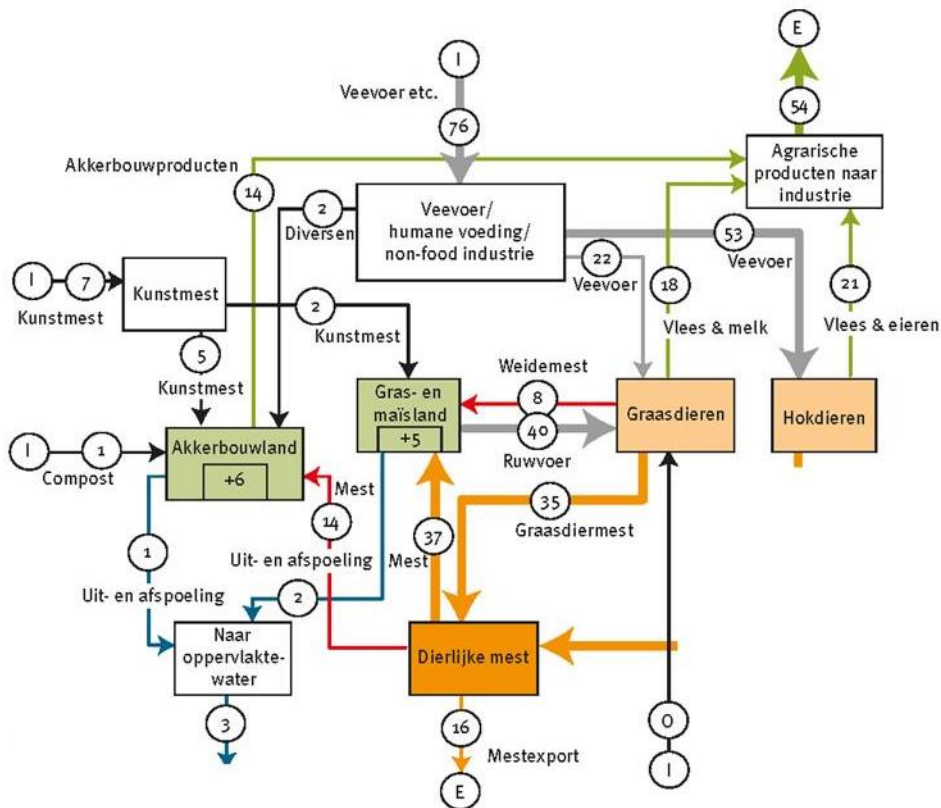 E
I
Veevoer etc.
76
54
Akkerbouwproducten
14
Agrarische
producten naar
industrie
2
Diversen
Veevoer/
humane voeding/
non-food industrie
53
Veevoer
22
Veevoer
18
Vlees & melk
21
Vlees & eieren
I
7
Kunstmest
Kunstmest
2
Kunstmest
5
Kunstmest
Weidemest
8
Gras- en
maïsland
+5
40
Ruwvoer
Graasdieren
Hokdieren
I
1
Compost
Akkerbouwland
+6
Mest
14
Uit- en afspoeling
37
Mest
35
Graasdiermest
1
Uit- en afspoeling
2
Naar
oppervlakte-
water
3
Dierlijke mest
16
Mestexport
E
0
I